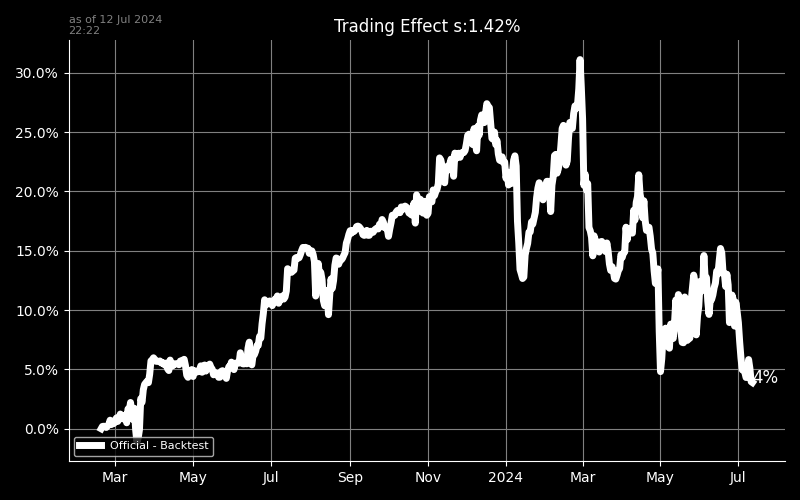 as of 12 Jul 2024
22:22
Trading Effect s:1.42%
30.0%
25.0%
20.0%
15.0%
10.0%
5.0%
0.0%
4%
Official - Backtest
Mar May Jul Sep Nov 2024 Mar May Jul